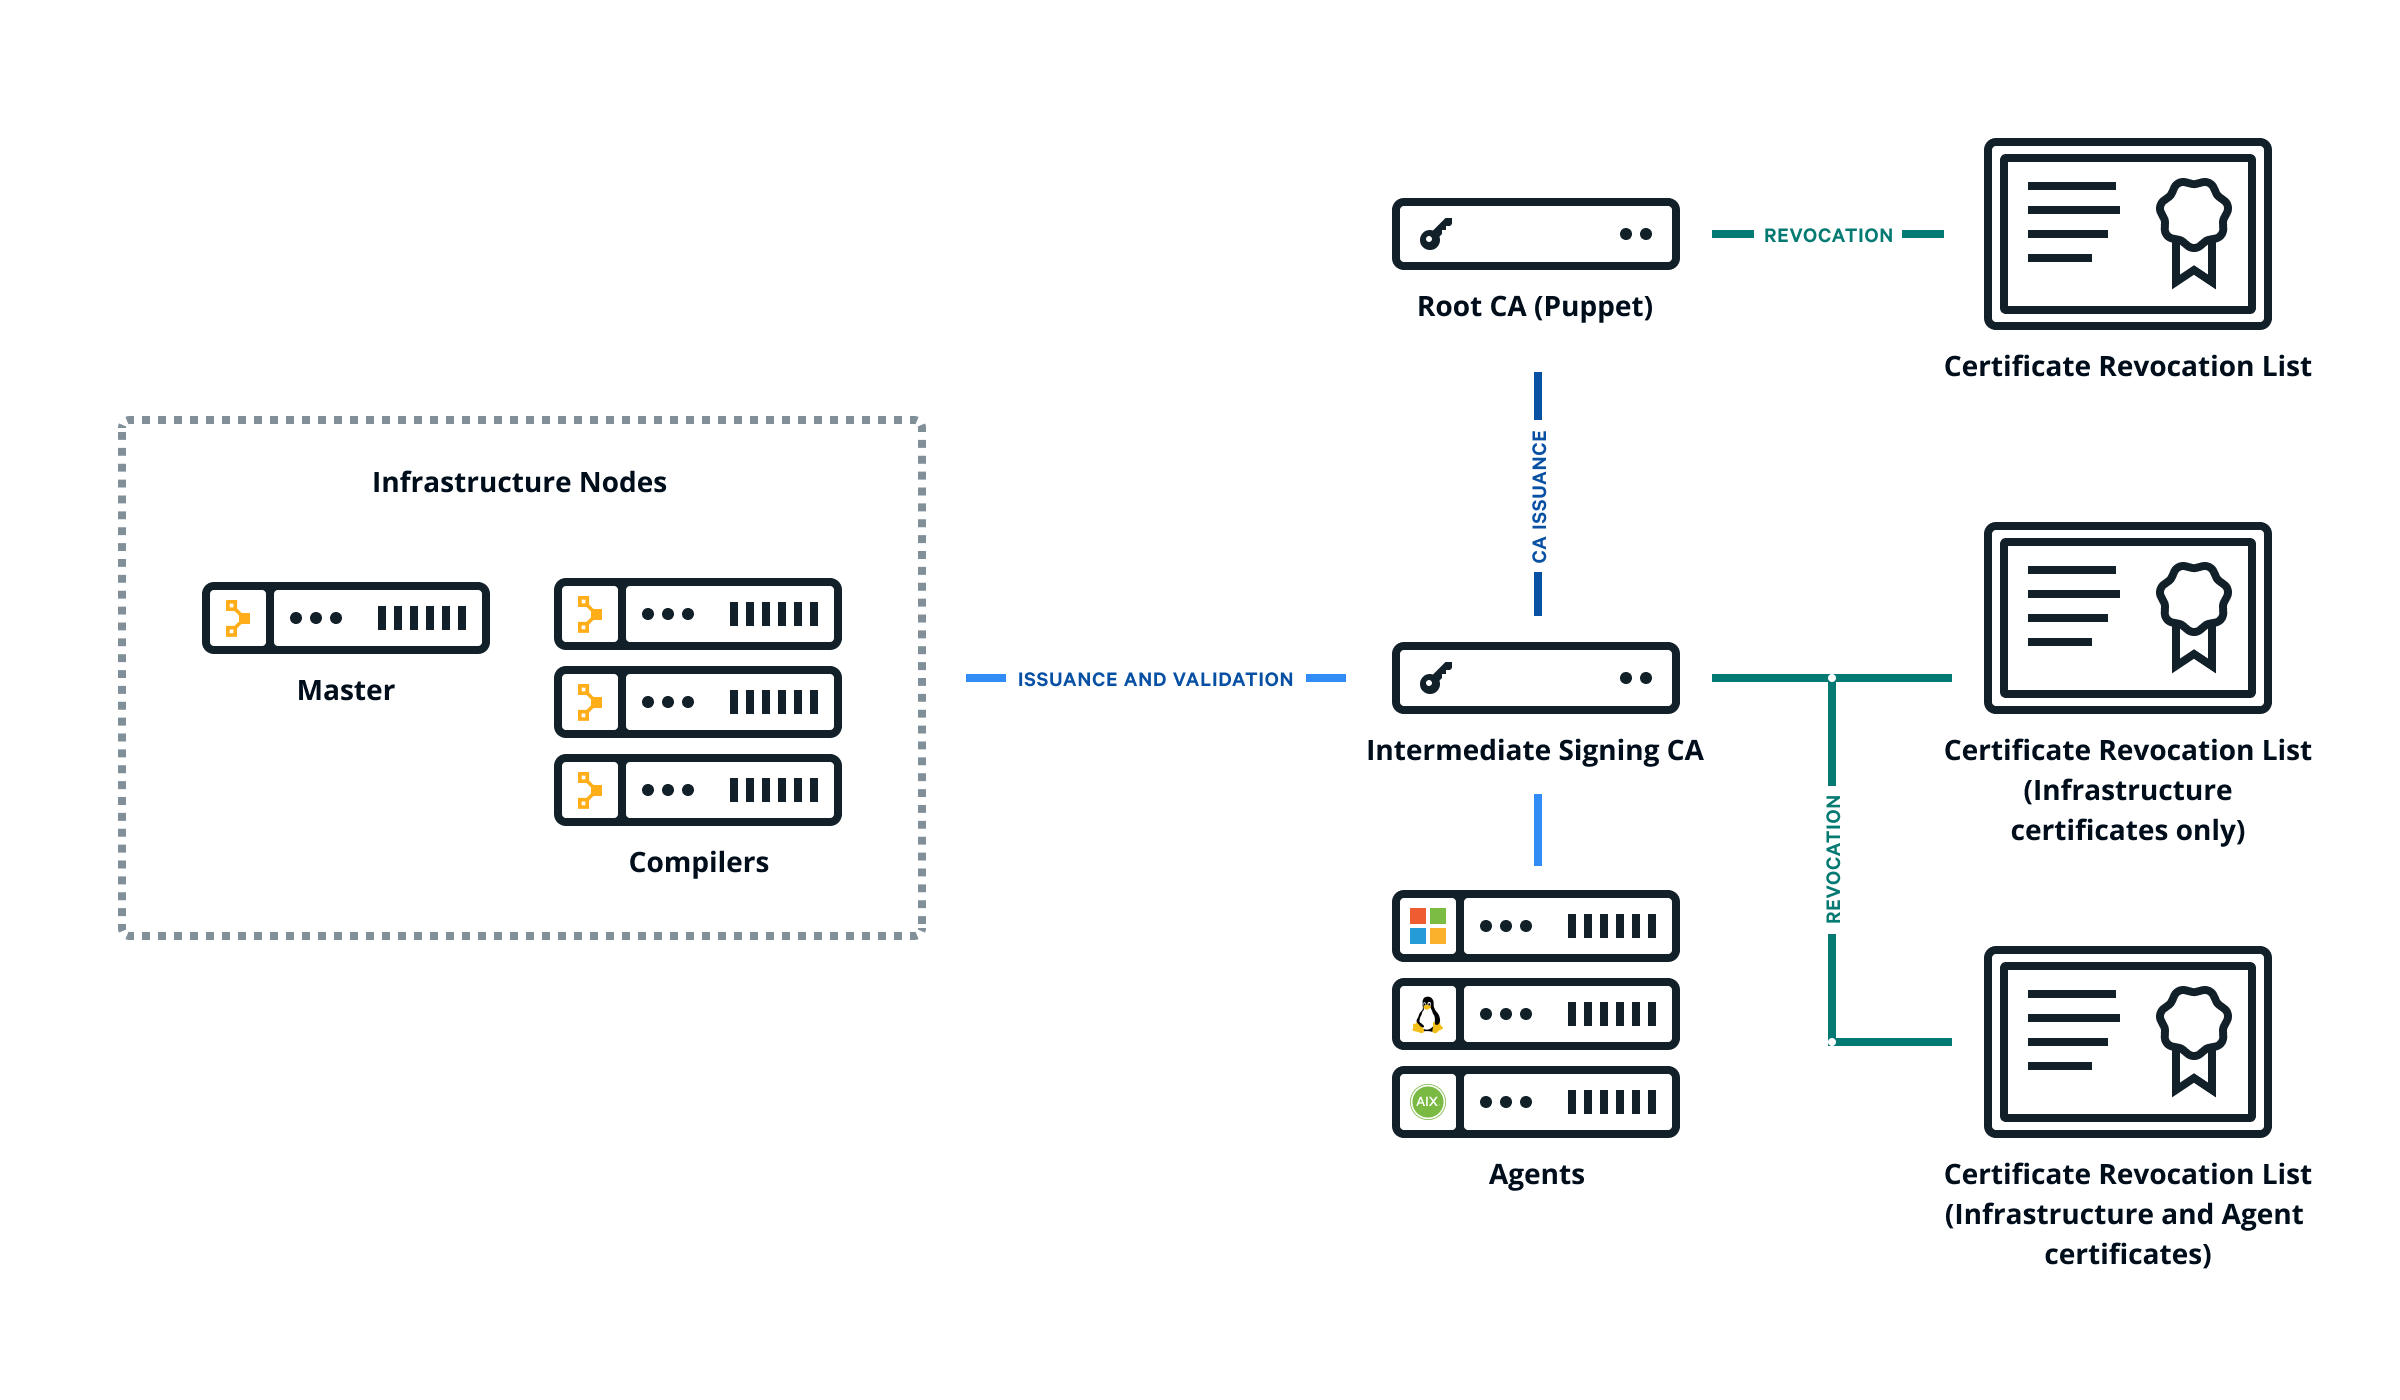 Root CA (Puppet)
REVOCATION
Certificate Revocation List
CA ISSUANCE
Infrastructure Nodes
Master
Compilers
ISSUANCE AND VALIDATION
Intermediate Signing CA
REVOCATION
Certificate Revocation List
(Infrastructure
certificates only)
AIX
Agents
Certificate Revocation List
(Infrastructure and Agent
certificates)